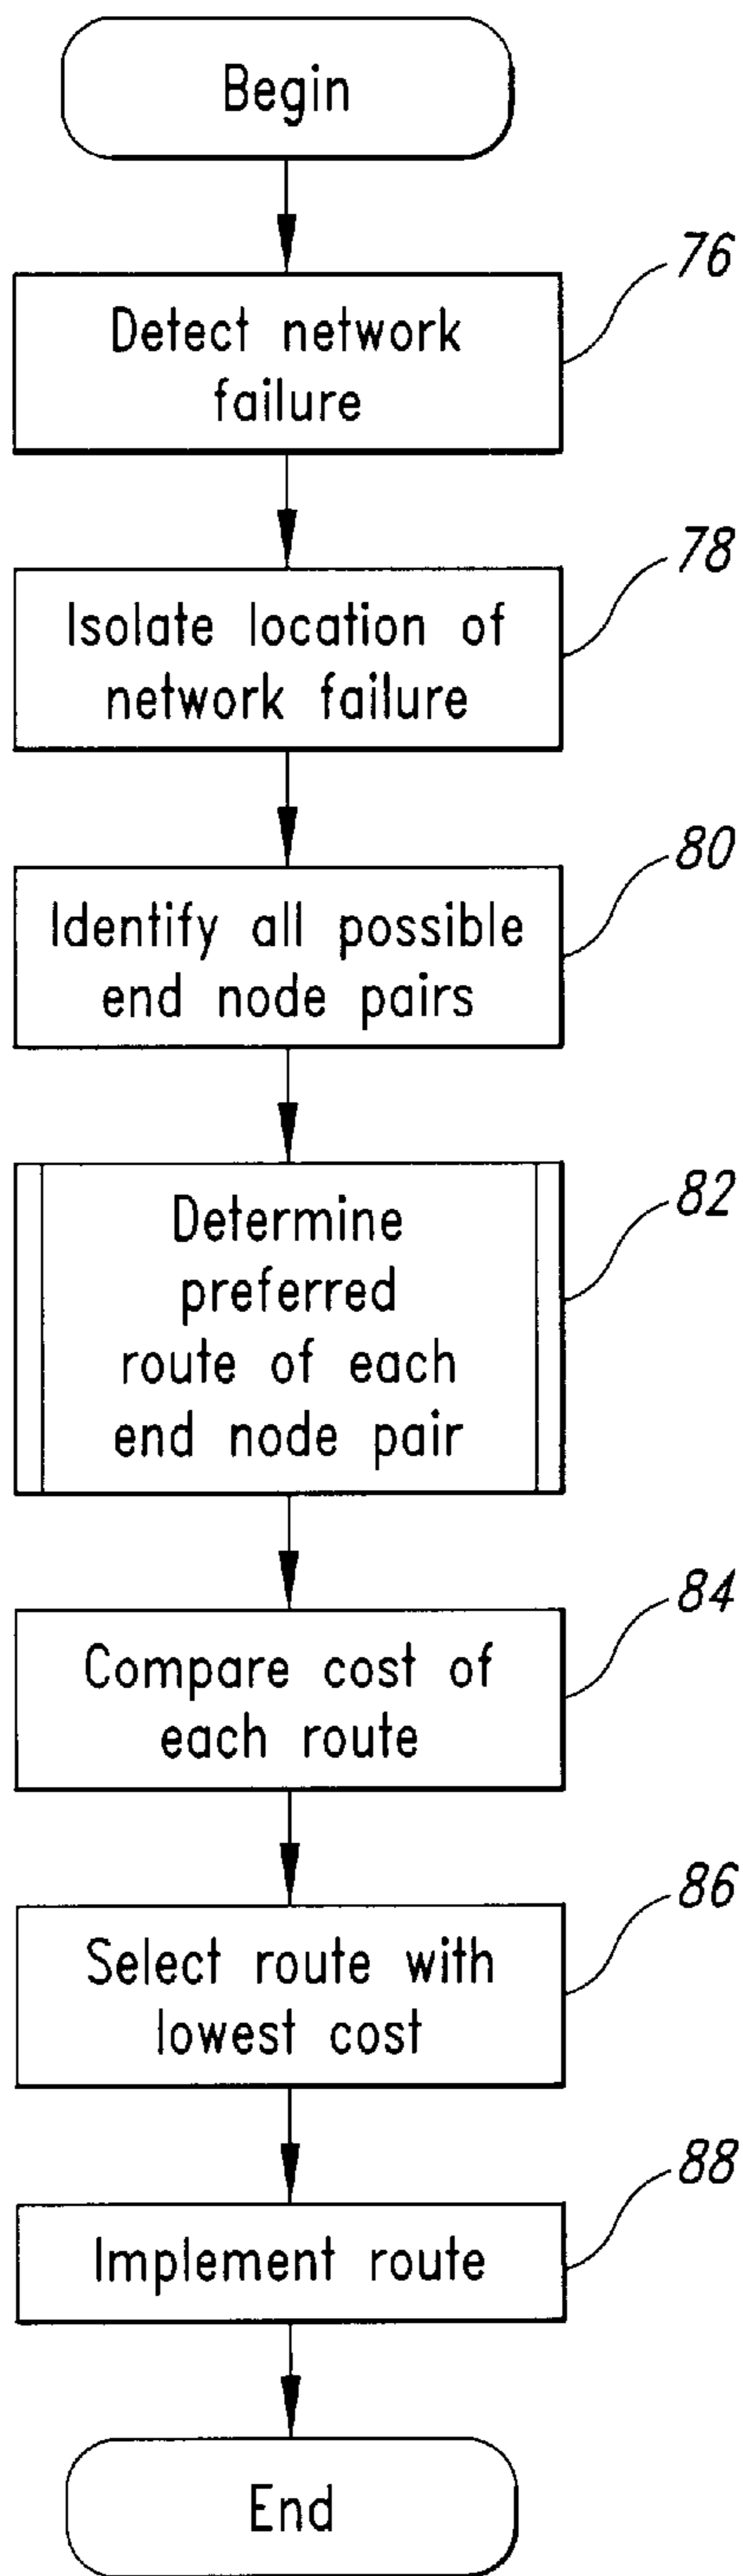 Begin
76
Detect network
failure
78
Isolate location of
network failure
80
Identify all possible
end node pairs
82
Determine
preferred
route of each
end node pair
84
Compare cost of
each route
86
Select route with
lowest cost
88
Implement route
End